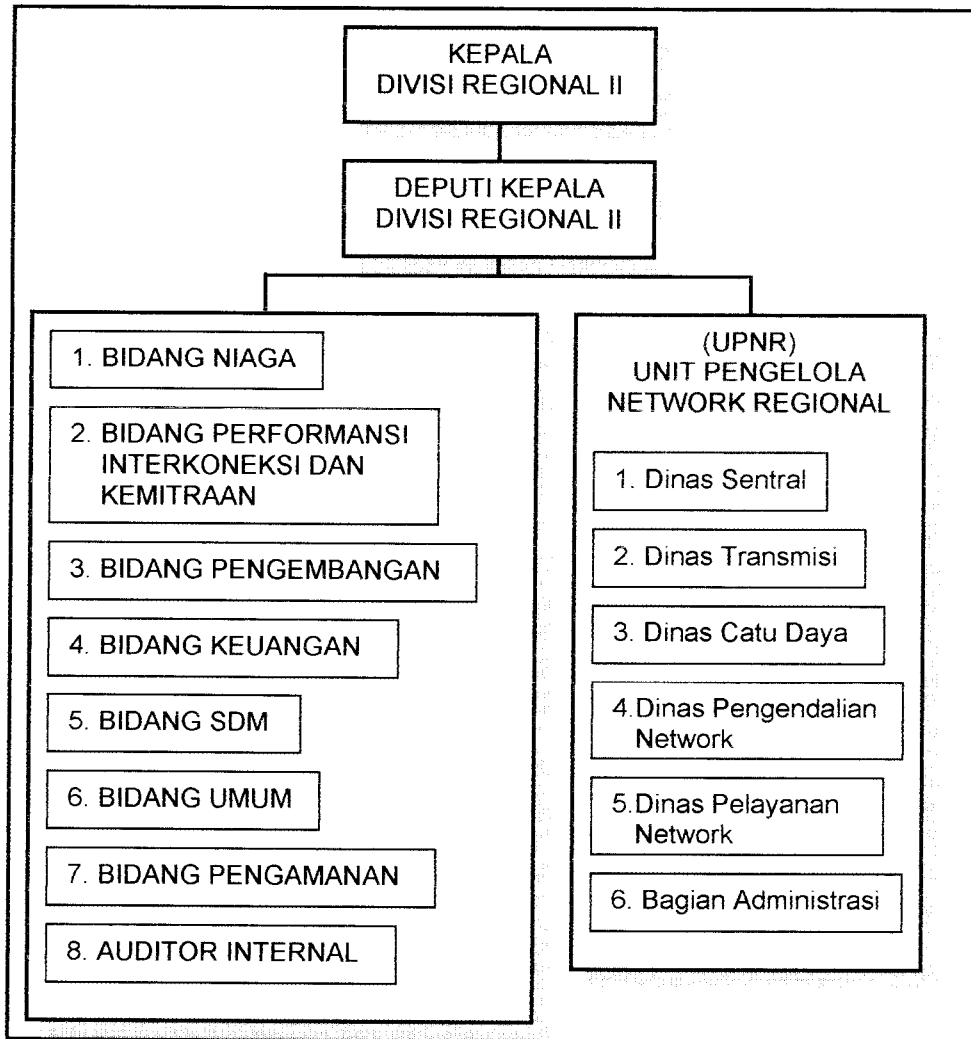 KEPALA
DIVISI REGIONAL II
DEPUTI KEPALA
DIVISI REGIONAL II
1. BIDANG NIAGA
2. BIDANG PERFORMANSI
INTERKONEKSI DAN
KEMITRAAN
3. BIDANG PENGEMBANGAN
4. BIDANG KEUANGAN
5. BIDANG SDM
6. BIDANG UMUM
7. BIDANG PENGAMANAN
8. AUDITOR INTERNAL
(UPNR)
UNIT PENGELOLA
NETWORK REGIONAL
1. Dinas Sentral
2. Dinas Transmisi
3. Dinas Catu Daya
4.Dinas Pengendalian
Network
5.Dinas Pelayanan
Network
6. Bagian Administrasi